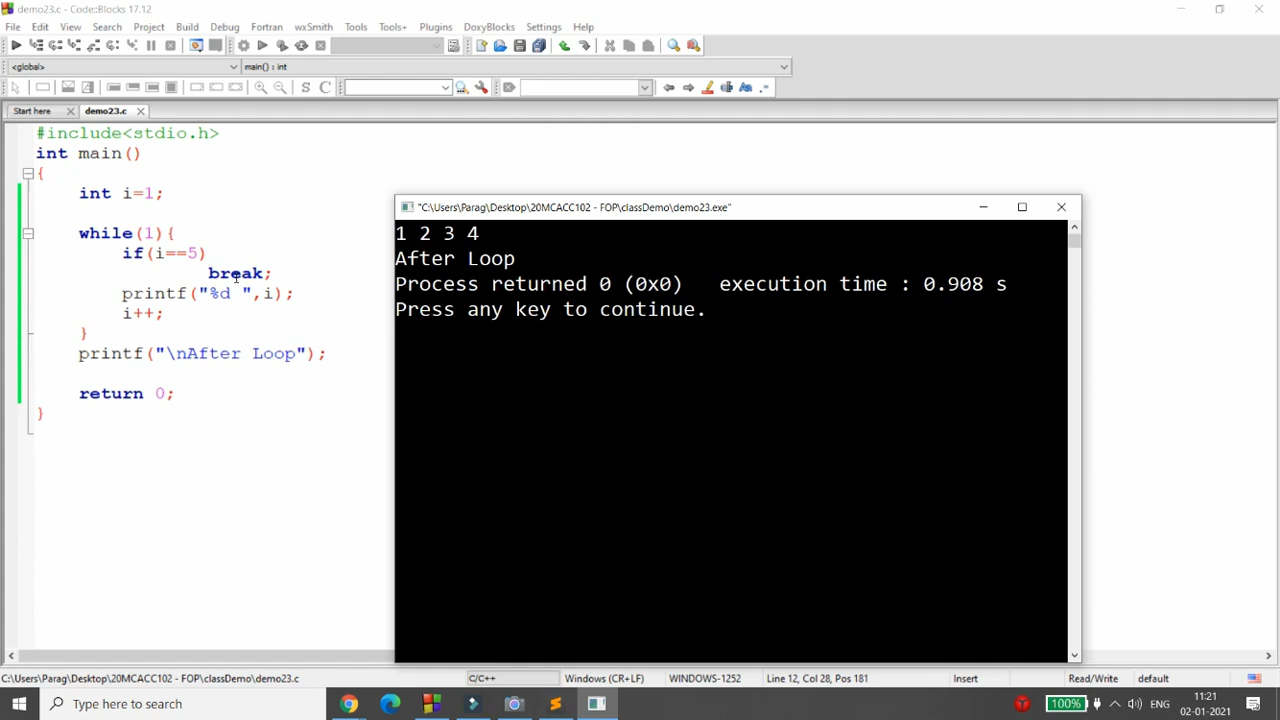 demo23.c - Code::Blocks 17.12
File Edit View Search Project Build Debug Fortran wxSmith Tools Tools+ Plugins DoxyBlocks Settings Help
<global> main() : int
S C
Start here demo23.c
#include<stdio.h>
int main()
{
int i=1;
while(1){
if(i==5)
break;
printf("%d ",i);
i++;
}
printf("\nAfter Loop");
return 0;
}
"C:\Users\Parag\Desktop\20MCACC102 - FOP\classDemo\demo23.exe"
1 2 3 4
After Loop
Process returned 0 (0x0) execution time : 0.908 s
Press any key to continue.
C:\Users\Parag\Desktop\20MCACC102 - FOP\classDemo\demo23.c C/C++ Windows (CR+LF) WINDOWS-1252 Line 12, Col 28, Pos 181 Insert Read/Write default
Type here to search 100% ENG 11:21
02-01-2021